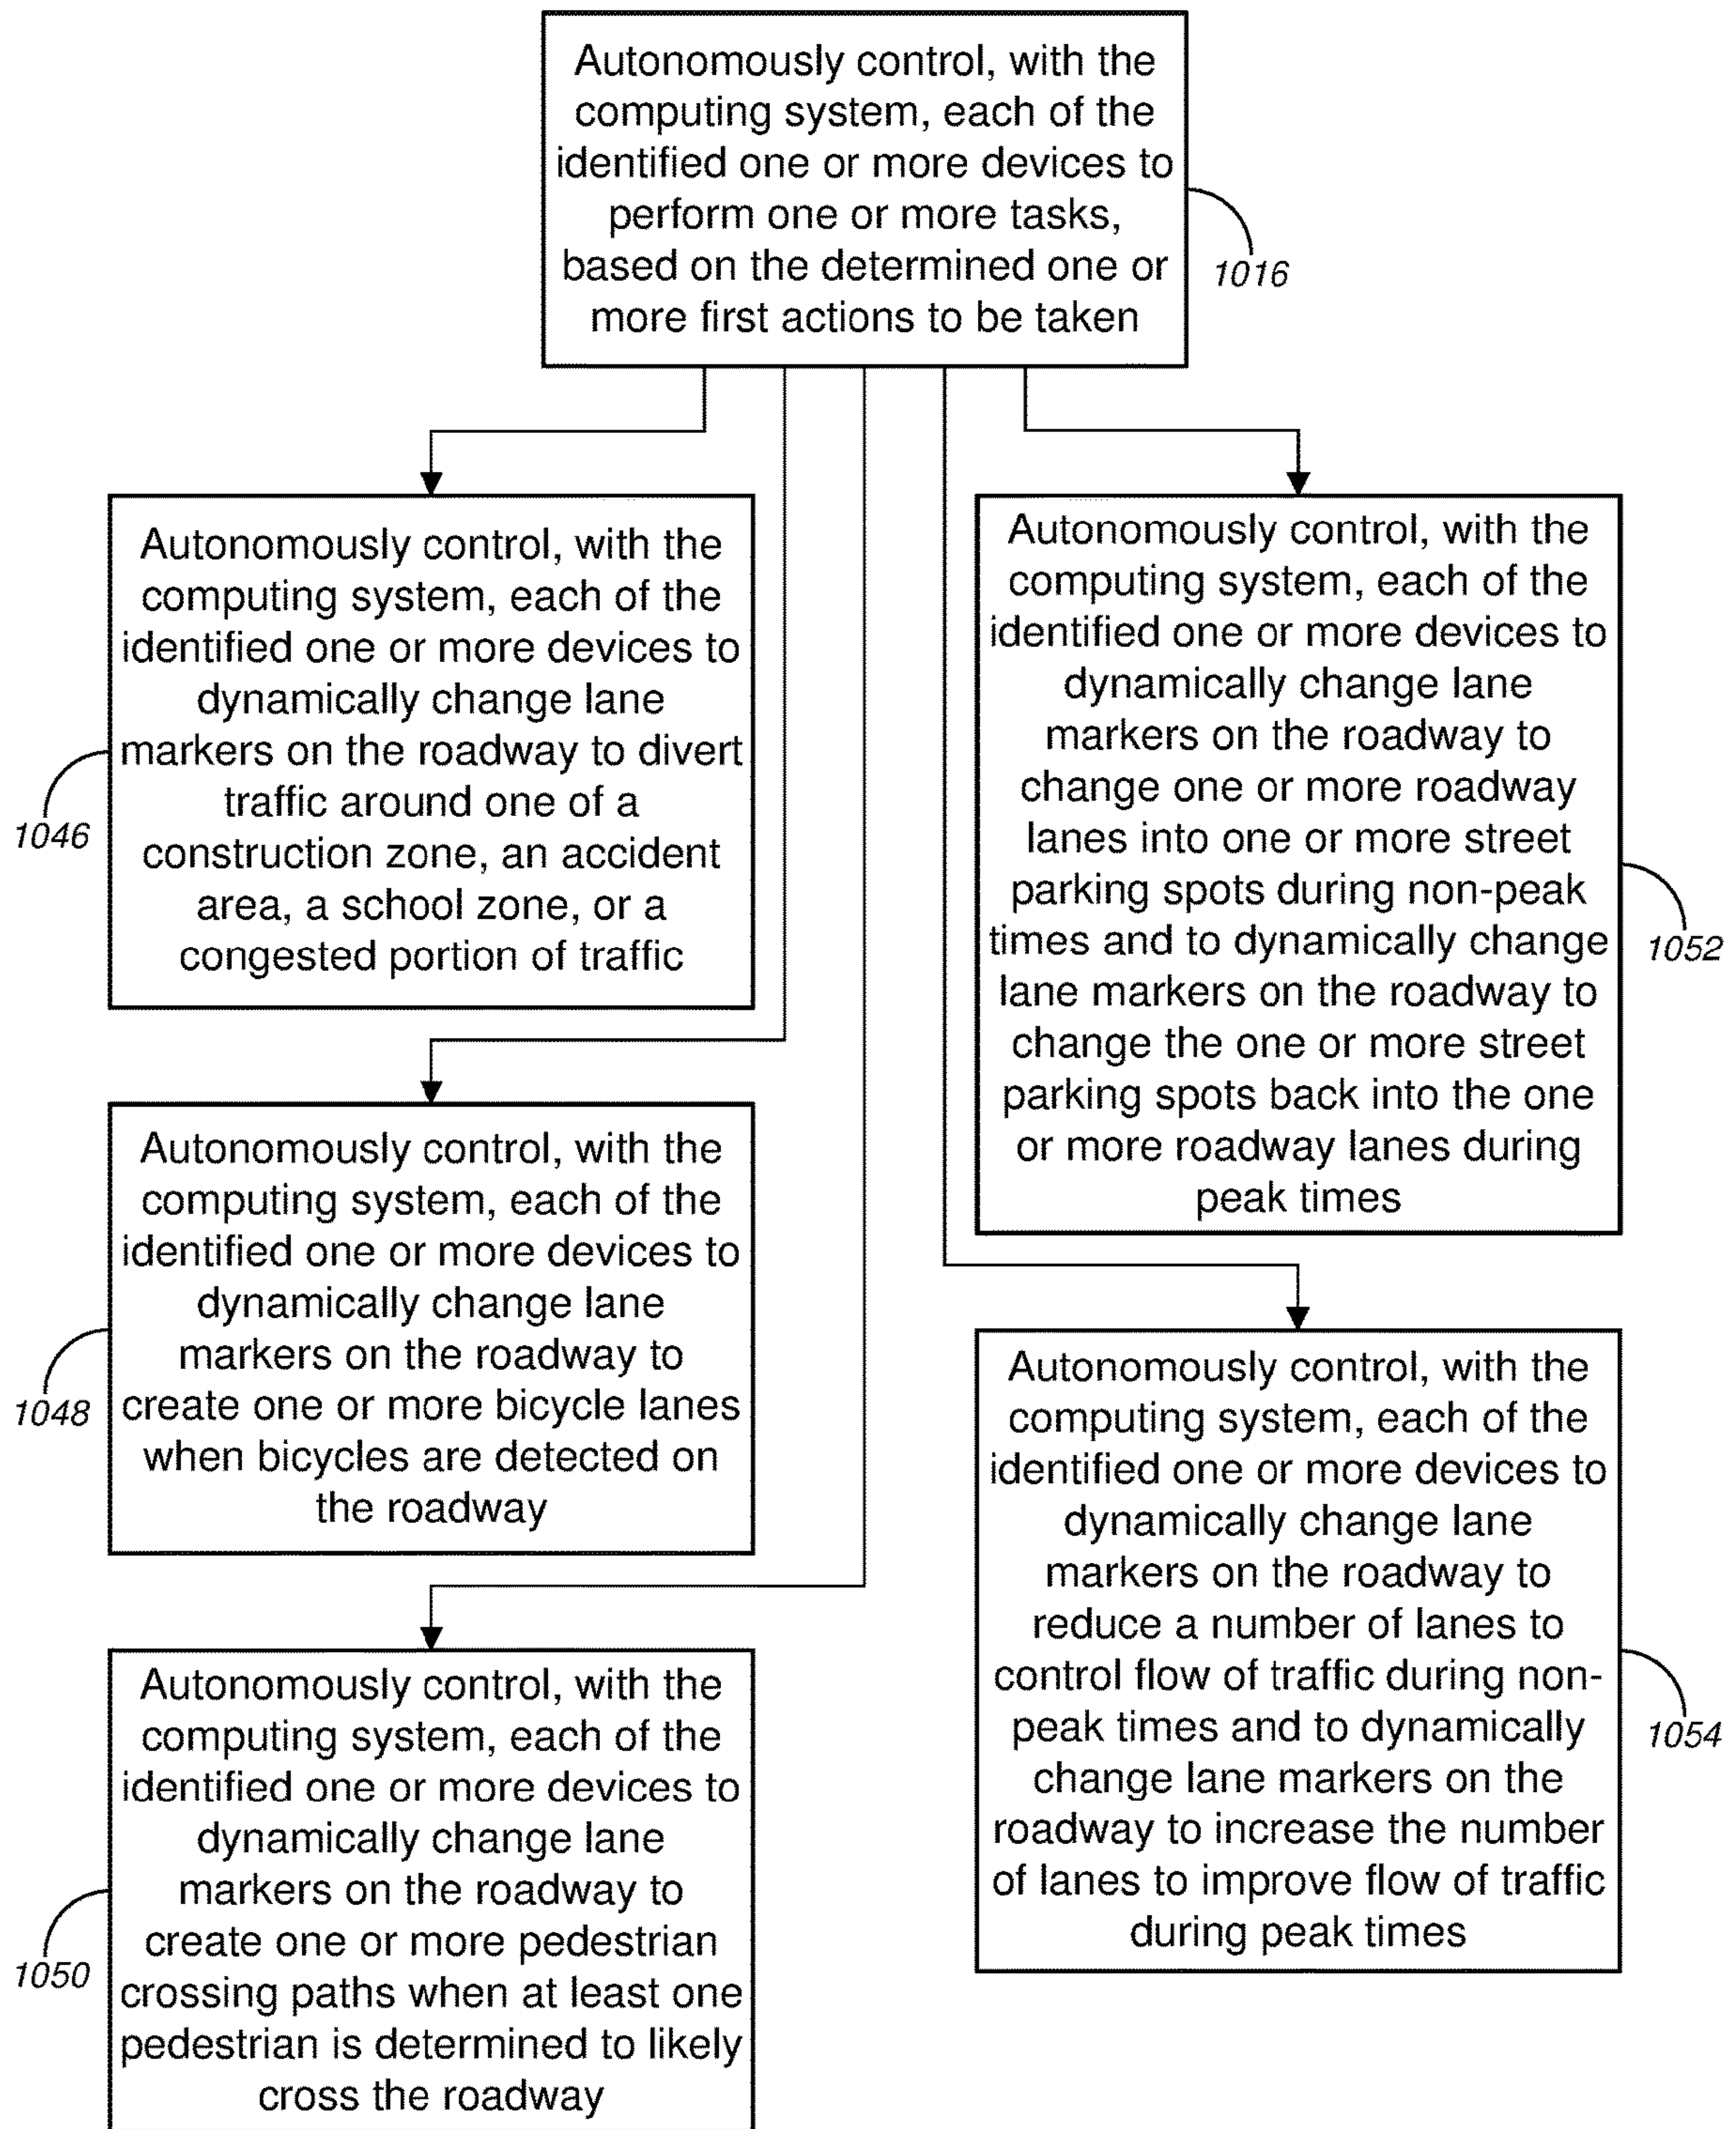 Autonomously control, with the
computing system, each of the
identified one or more devices to
perform one or more tasks,
based on the determined one or
more first actions to be taken
1016
Autonomously control, with the
computing system, each of the
identified one or more devices to
dynamically change lane
markers on the roadway to divert
traffic around one of a
construction zone, an accident
area, a school zone, or a
congested portion of traffic
1046
Autonomously control, with the
computing system, each of the
identified one or more devices to
dynamically change lane
markers on the roadway to
create one or more bicycle lanes
when bicycles are detected on
the roadway
1048
Autonomously control, with the
computing system, each of the
identified one or more devices to
dynamically change lane
markers on the roadway to
create one or more pedestrian
crossing paths when at least one
pedestrian is determined to likely
cross the roadway
1050
Autonomously control, with the
computing system, each of the
identified one or more devices to
dynamically change lane
markers on the roadway to
change one or more roadway
lanes into one or more street
parking spots during non-peak
times and to dynamically change
lane markers on the roadway to
change the one or more street
parking spots back into the one
or more roadway lanes during
peak times
1052
Autonomously control, with the
computing system, each of the
identified one or more devices to
dynamically change lane
markers on the roadway to
reduce a number of lanes to
control flow of traffic during non-
peak times and to dynamically
change lane markers on the
roadway to increase the number
of lanes to improve flow of traffic
during peak times
1054